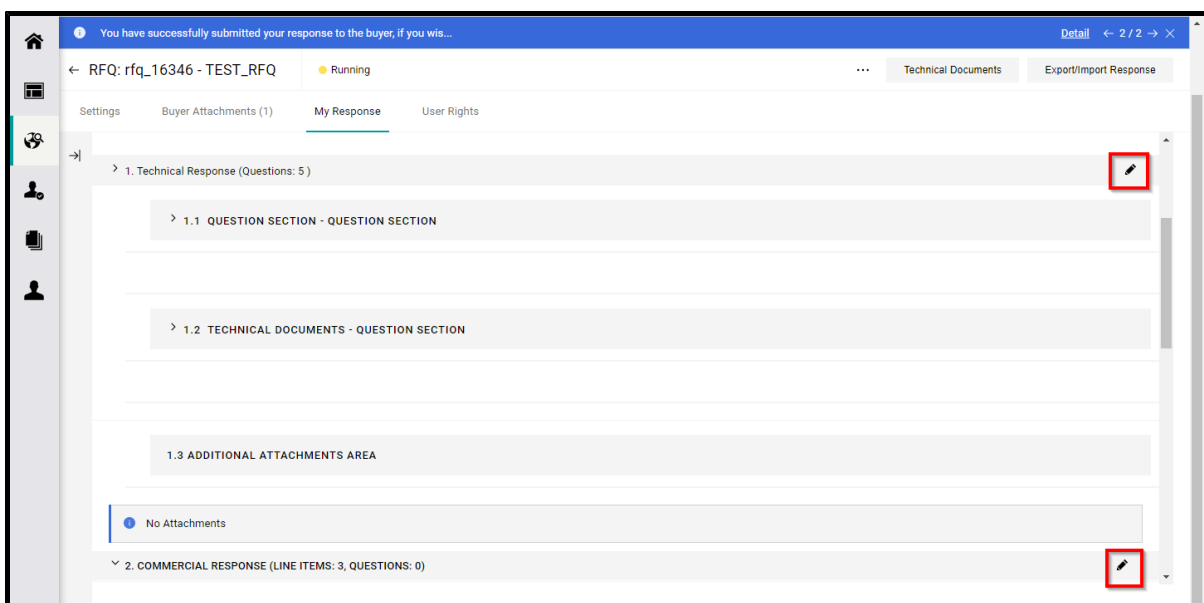 You have successfully submitted your response to the buyer, if you wis...
Detail
2 / 2
RFQ: rfq_16346 - TEST_RFQ
Running
...
Technical Documents
Export/Import Response
Settings
Buyer Attachments (1)
My Response
User Rights
1. Technical Response (Questions: 5 )
1.1 QUESTION SECTION - QUESTION SECTION
1.2 TECHNICAL DOCUMENTS - QUESTION SECTION
1.3 ADDITIONAL ATTACHMENTS AREA
No Attachments
2. COMMERCIAL RESPONSE (LINE ITEMS: 3, QUESTIONS: 0)